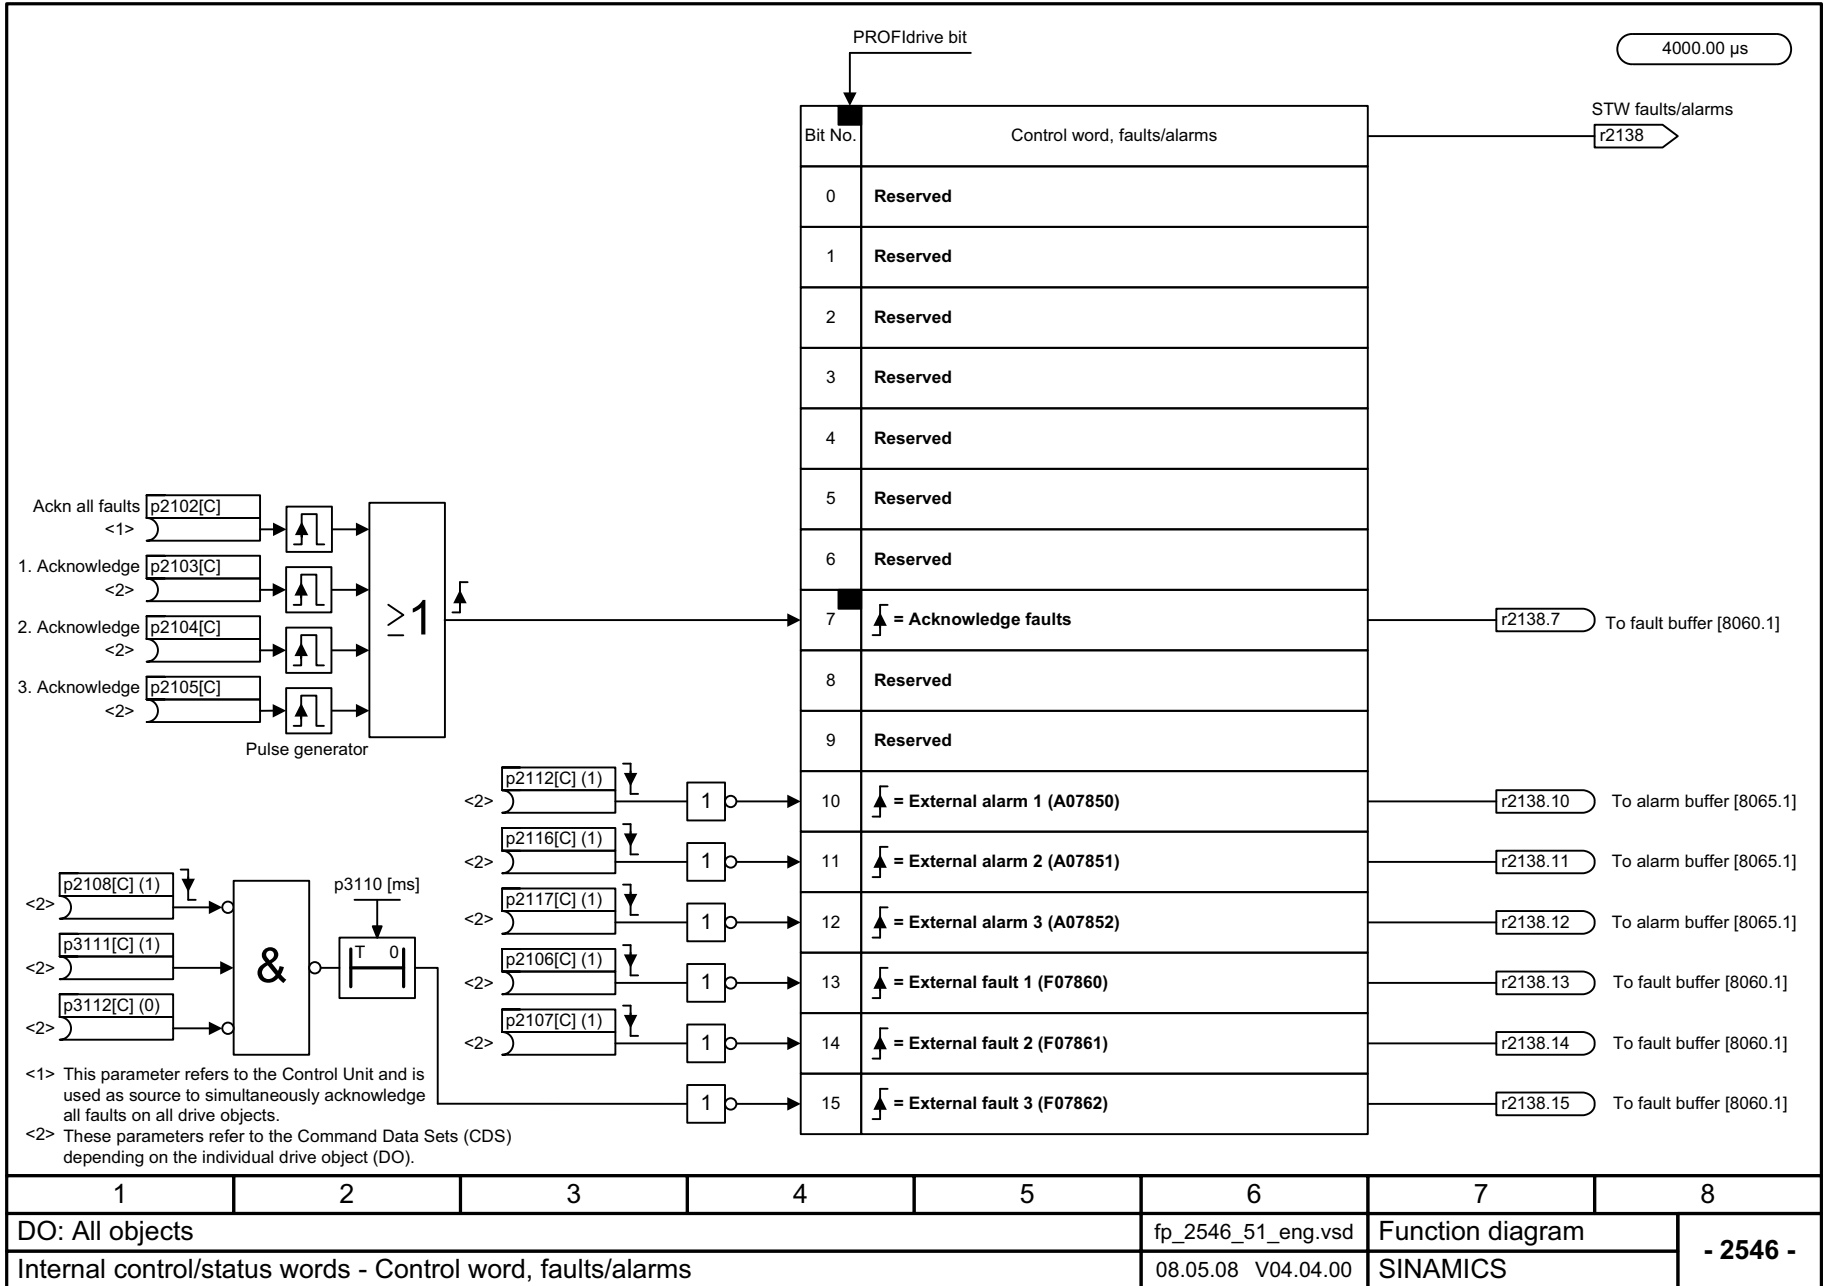 PROFIdrive bit
4000.00 µs
STW faults/alarms
Bit No. Control word, faults/alarms
r2138
0 Reserved
1 Reserved
2 Reserved
3 Reserved
4 Reserved
5 Reserved
6 Reserved
7 = Acknowledge faults
r2138.7 To fault buffer [8060.1]
8 Reserved
9 Reserved
10 = External alarm 1 (A07850)
r2138.10 To alarm buffer [8065.1]
11 = External alarm 2 (A07851)
r2138.11 To alarm buffer [8065.1]
12 = External alarm 3 (A07852)
r2138.12 To alarm buffer [8065.1]
13 = External fault 1 (F07860)
r2138.13 To fault buffer [8060.1]
14 = External fault 2 (F07861)
r2138.14 To fault buffer [8060.1]
15 = External fault 3 (F07862)
r2138.15 To fault buffer [8060.1]
Ackn all faults p2102[C]
<1>
1. Acknowledge p2103[C]
<2>
2. Acknowledge p2104[C]
<2>
3. Acknowledge p2105[C]
<2>
≥1
Pulse generator
p2112[C] (1)
<2> 1
p2116[C] (1)
<2> 1
p2117[C] (1)
<2> 1
p2106[C] (1)
<2> 1
p2107[C] (1)
<2> 1
1
p2108[C] (1)
<2>
p3111[C] (1)
<2>
p3112[C] (0)
<2>
&
p3110 [ms]
T 0
<1> This parameter refers to the Control Unit and is
used as source to simultaneously acknowledge
all faults on all drive objects.
<2> These parameters refer to the Command Data Sets (CDS)
depending on the individual drive object (DO).
1 2 3 4 5 6 7 8
DO: All objects
fp_2546_51_eng.vsd Function diagram
- 2546 -
Internal control/status words - Control word, faults/alarms
08.05.08 V04.04.00 SINAMICS